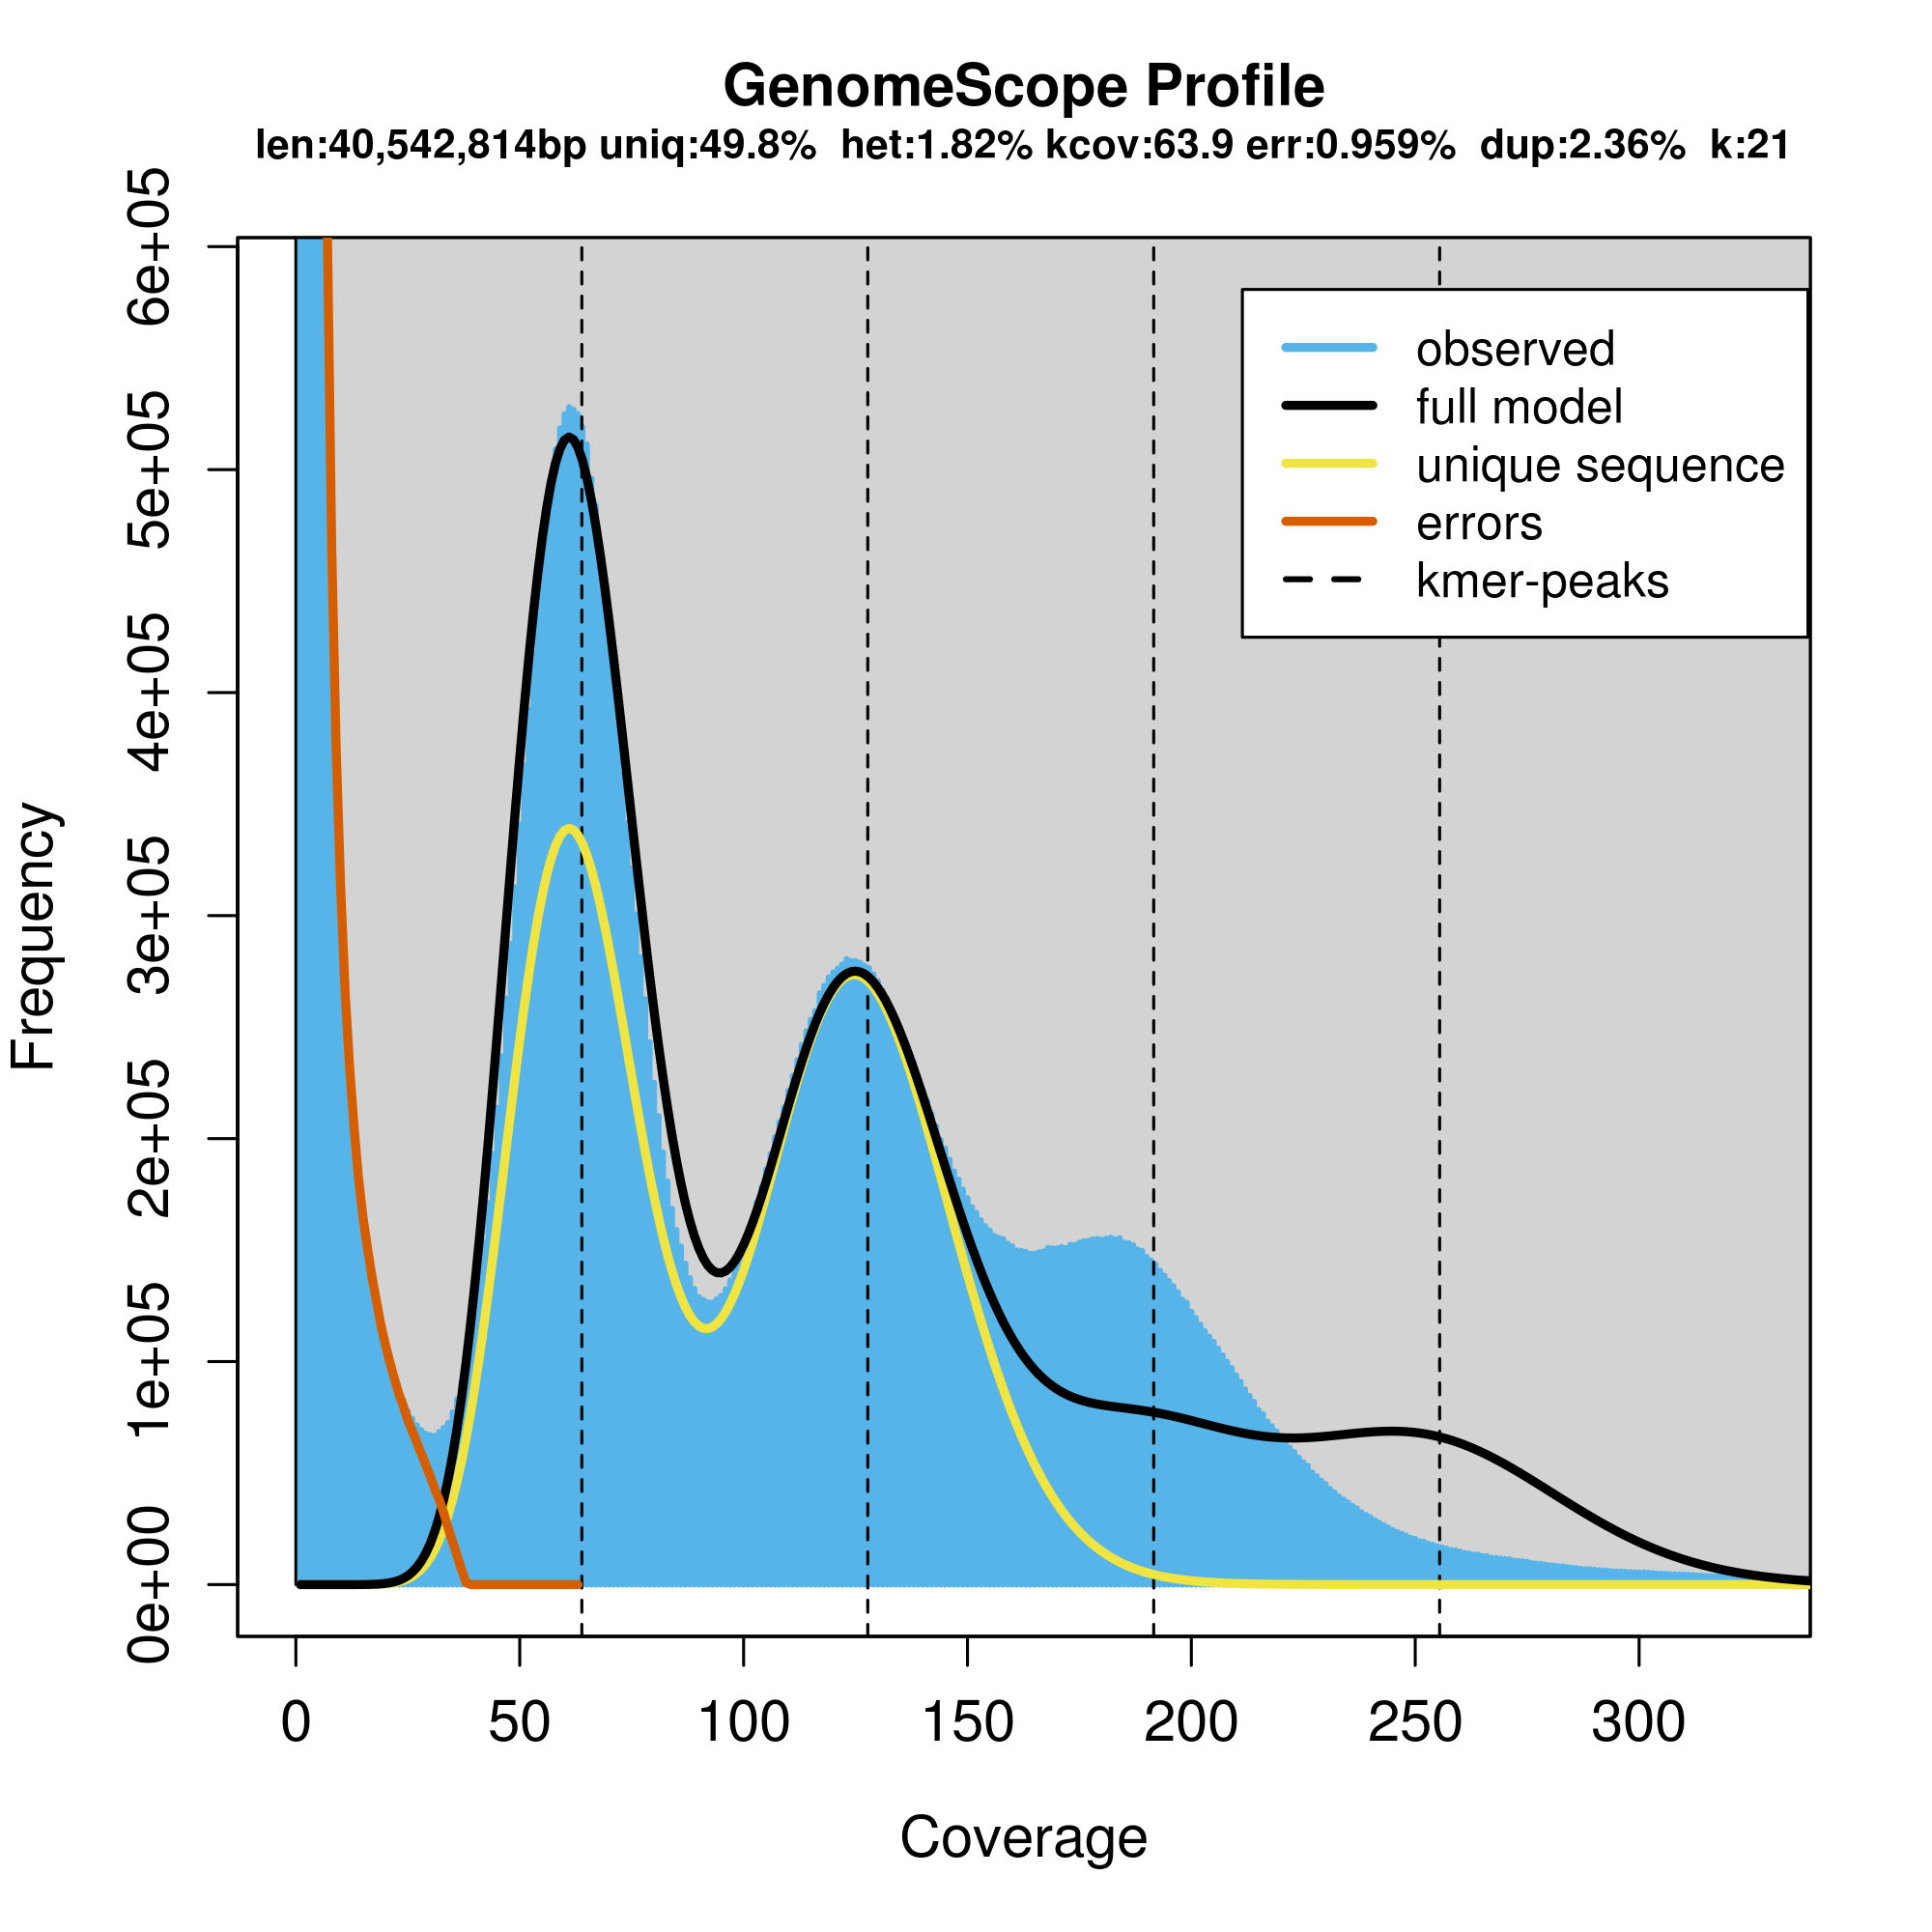 GenomeScope Profile
len:40,542,814bp uniq:49.8% het:1.82% kcov:63.9 err:0.959% dup:2.36% k:21
Frequency
6e+05
5e+05
4e+05
3e+05
2e+05
1e+05
0e+00
observed
full model
unique sequence
errors
kmer-peaks
0 50 100 150 200 250 300
Coverage